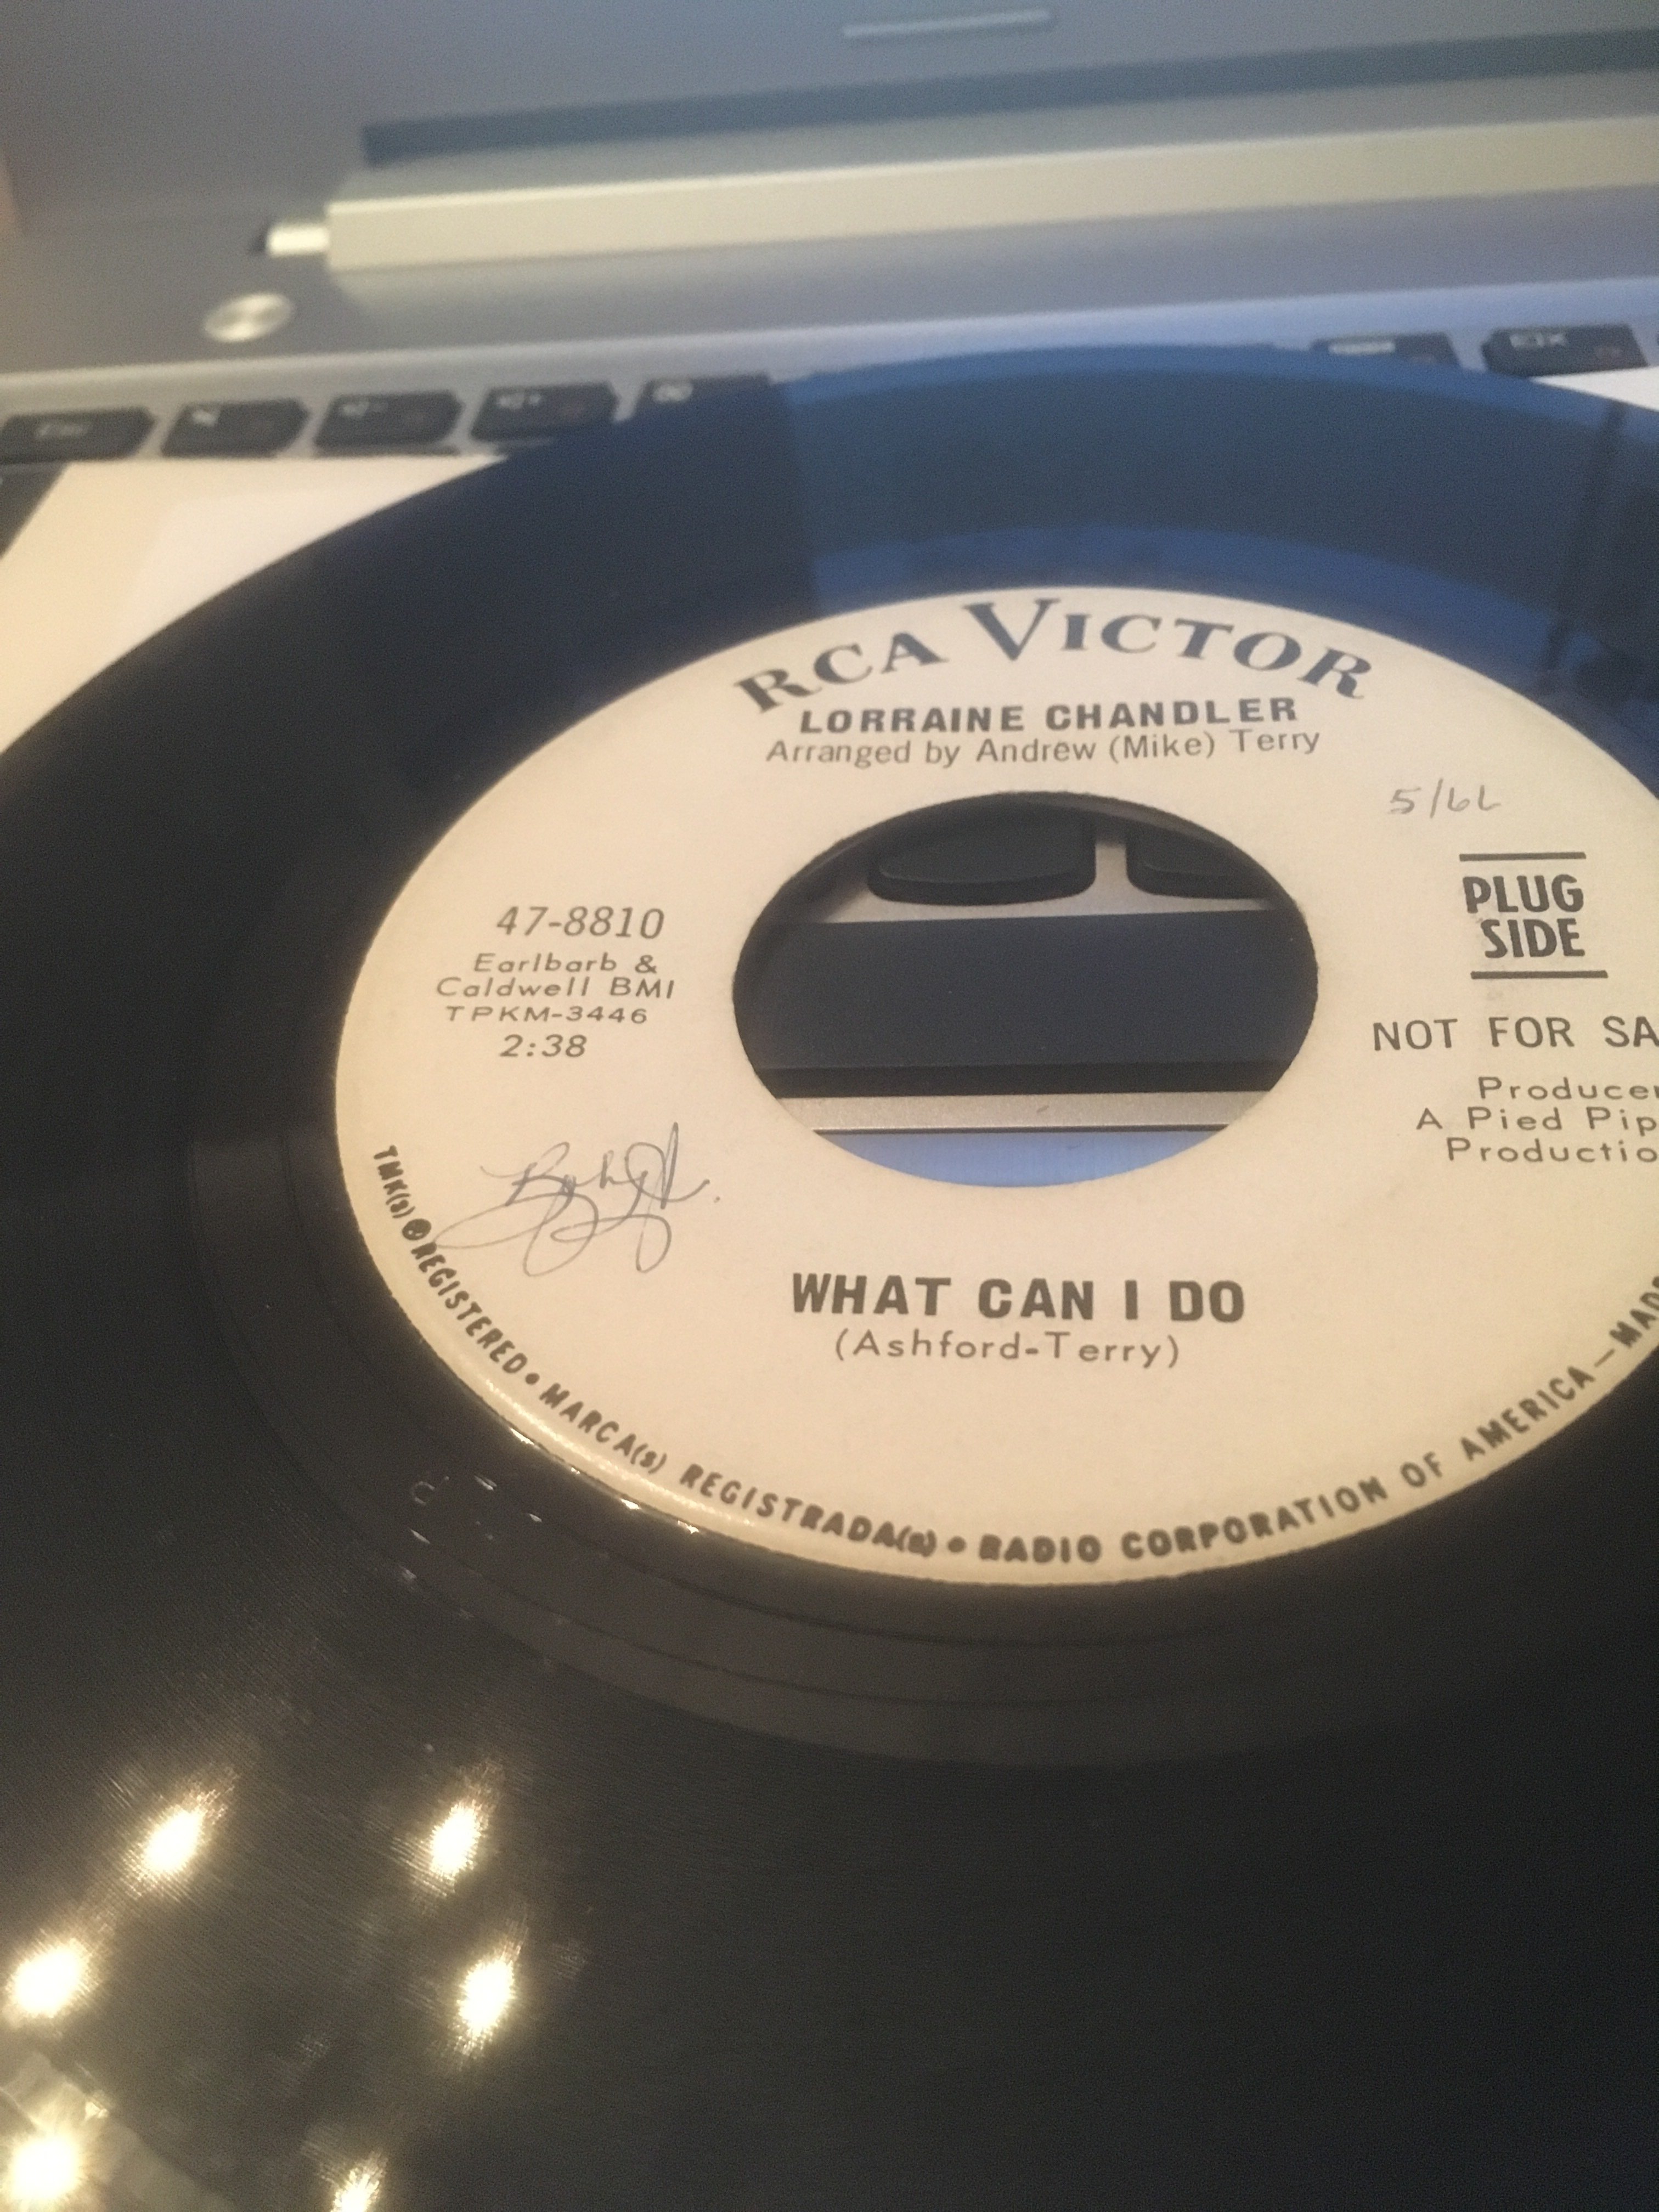 RCA VICTOR
LORRAINE CHANDLER
Arranged by Andrew (Mike) Terry
5/66
47-8810
Earlbarb &
Caldwell BMI
TPKM-3446
2:38
PLUG
SIDE
NOT FOR SA
Producer
A Pied Pip
Productio
WHAT CAN I DO
(Ashford-Terry)
TMK(s) ® REGISTERED • MARCA(s) REGISTRADA(s) • RADIO CORPORATION OF AMERICA — MADE
Esc